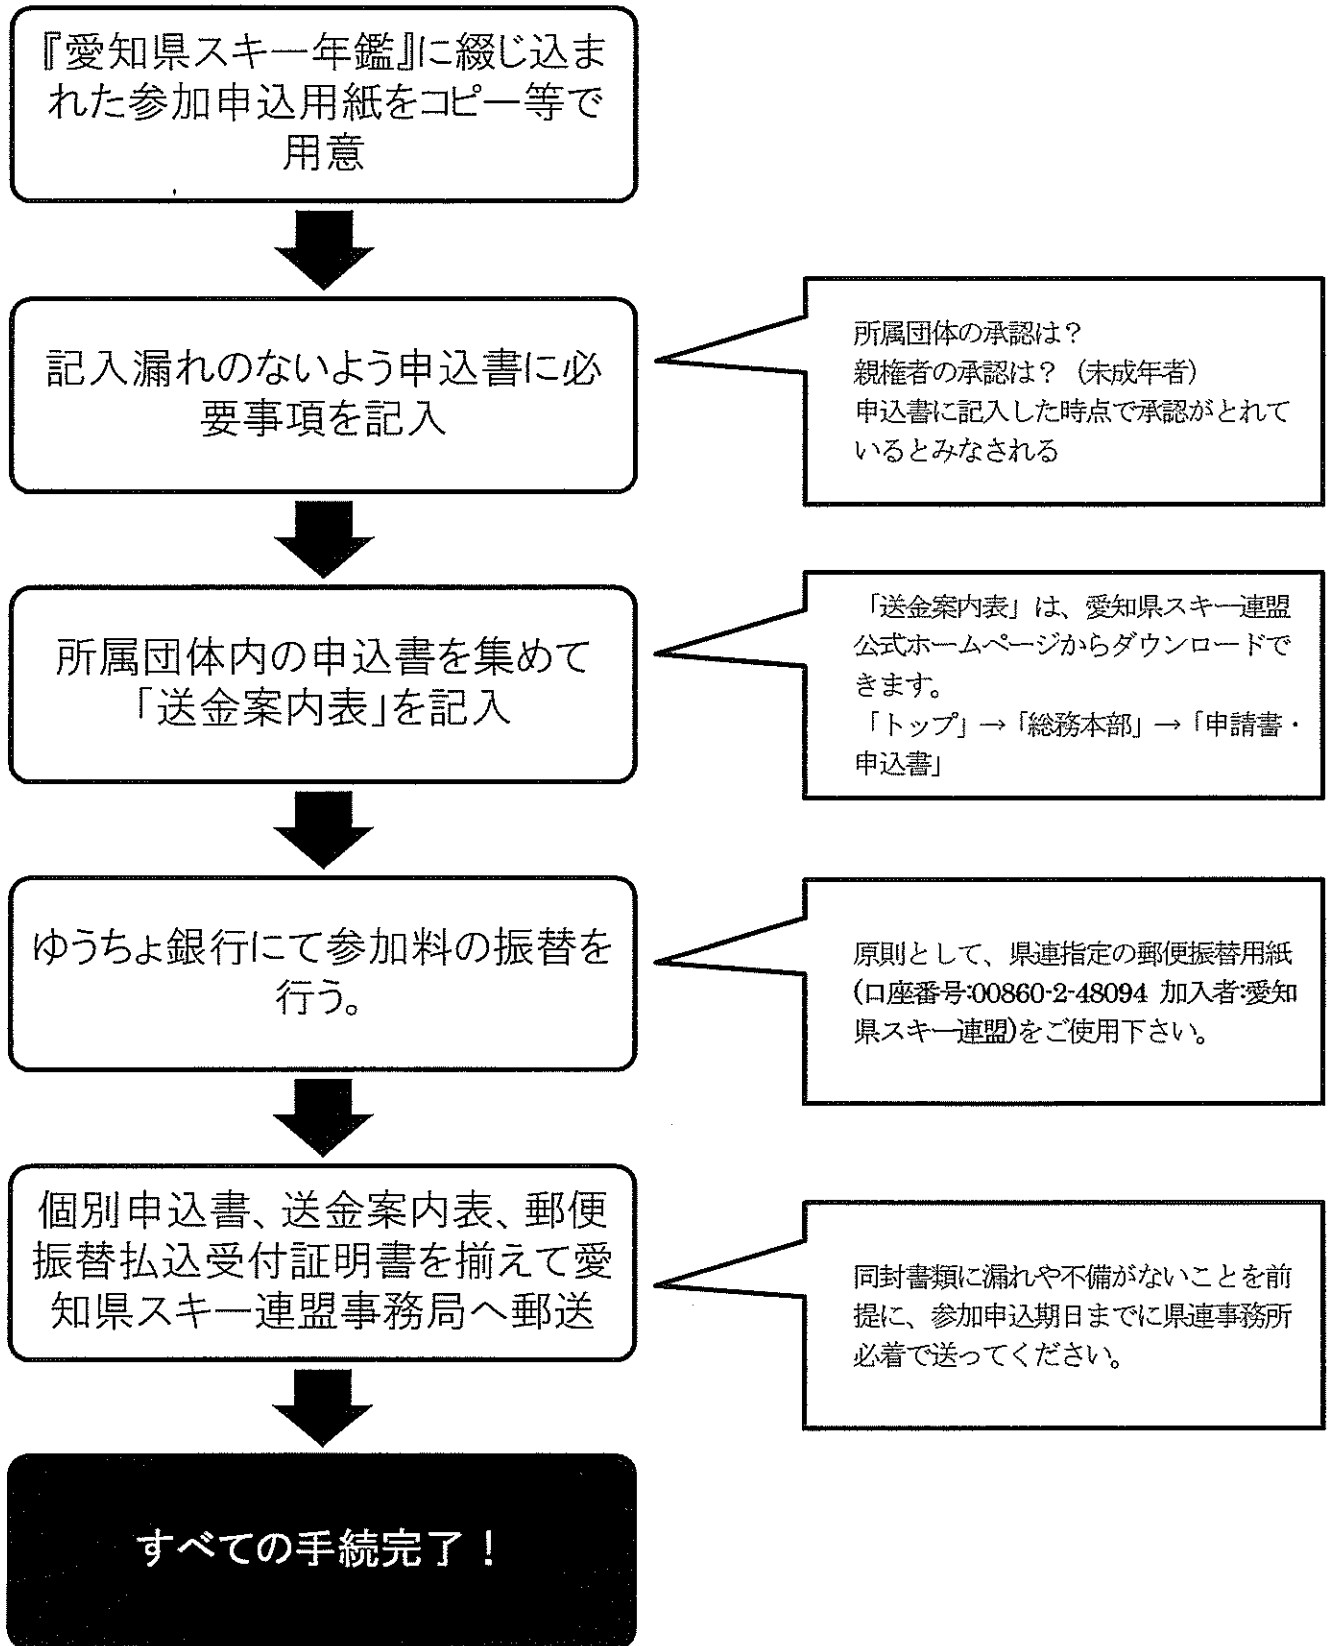 『愛知県スキー年鑑』に綴じ込ま
れた参加申込用紙をコピー等で
用意
記入漏れのないよう申込書に必
要事項を記入
所属団体の承認は？
親権者の承認は？（未成年者）
申込書に記入した時点で承認がとれて
いるとみなされる
所属団体内の申込書を集めて
「送金案内表」を記入
「送金案内表」は、愛知県スキー連盟
公式ホームページからダウンロードで
きます。
「トップ」→「総務本部」→「申請書・
申込書」
ゆうちょ銀行にて参加料の振替を
行う。
原則として、県連指定の郵便振替用紙
(口座番号:00860-2-48094 加入者:愛知
県スキー連盟)をご使用下さい。
個別申込書、送金案内表、郵便
振替払込受付証明書を揃えて愛
知県スキー連盟事務局へ郵送
同封書類に漏れや不備がないことを前
提に、参加申込期日までに県連事務所
必着で送ってください。
すべての手続完了！